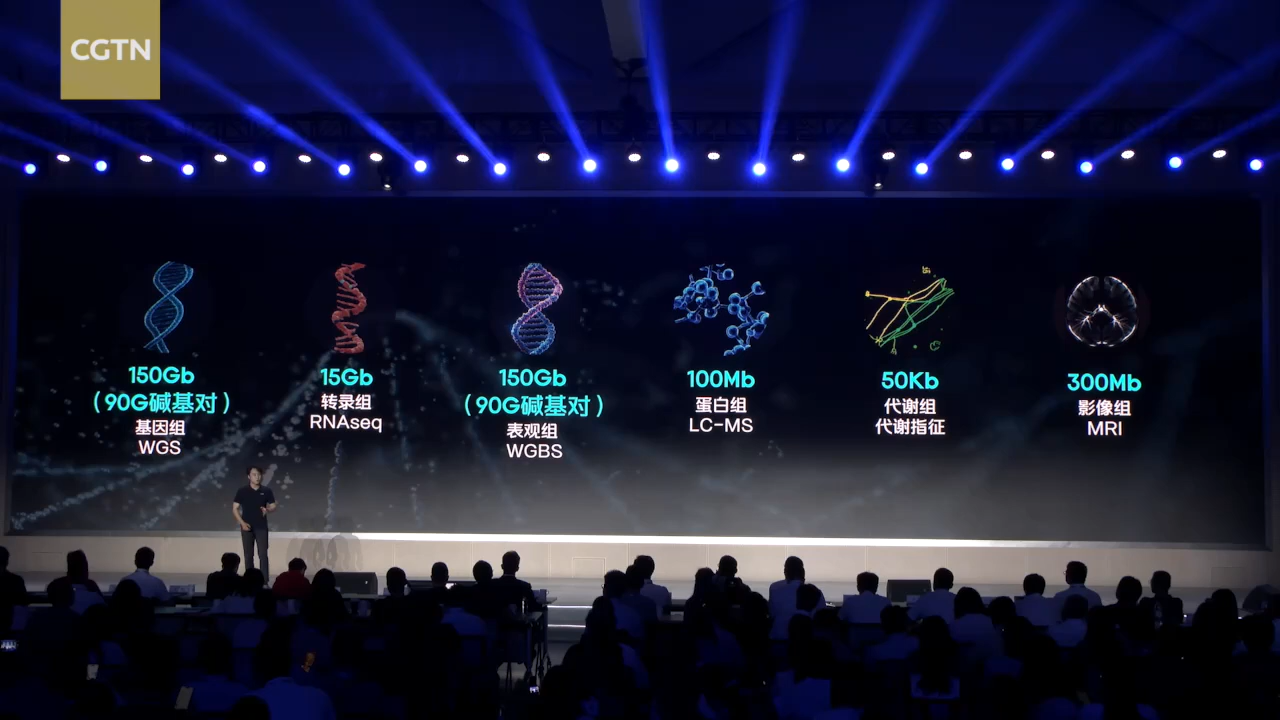 CGTN
150Gb
(90G碱基对)
基因组
WGS
15Gb
转录组
RNAseq
150Gb
(90G碱基对)
表观组
WGBS
100Mb
蛋白组
LC-MS
50Kb
代谢组
代谢指征
300Mb
影像组
MRI